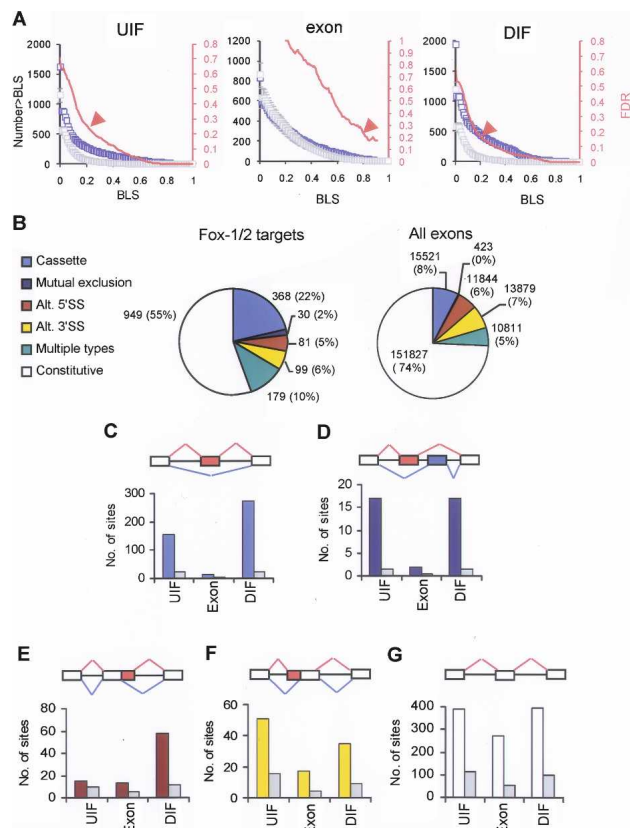 A
UIF
exon
DIF
2000
1500
1000
500
0
Number>BLS
0.8
0.7
0.6
0.5
0.4
0.3
0.2
0.1
0
0 0.2 0.4 0.6 0.8 1
BLS
1200
1000
800
600
400
200
0
1
0.9
0.8
0.7
0.6
0.5
0.4
0.3
0.2
0.1
0
0 0.2 0.4 0.6 0.8 1
BLS
2000
1500
1000
500
0
0.8
0.7
0.6
0.5
0.4
0.3
0.2
0.1
0
FDR
0 0.2 0.4 0.6 0.8 1
BLS
B
Fox-1/2 targets
All exons
Cassette
Mutual exclusion
Alt. 5'SS
Alt. 3'SS
Multiple types
Constitutive
949 (55%)
368 (22%)
30 (2%)
81 (5%)
99 (6%)
179 (10%)
15521
(8%)
423
(0%)
11844
(6%)
13879
(7%)
10811
(5%)
151827
(74%)
C
300
200
100
0
No. of sites
UIF
Exon
DIF
D
20
15
10
5
0
No. of sites
UIF
Exon
DIF
E
80
60
40
20
0
No. of sites
UIF
Exon
DIF
F
60
40
20
0
No. of sites
UIF
Exon
DIF
G
400
300
200
100
0
No. of sites
UIF
Exon
DIF